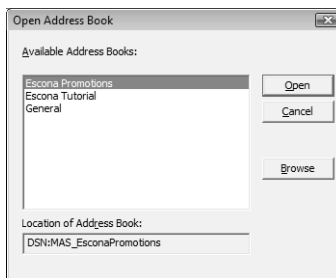 Open Address Book
Available Address Books:
Escona Promotions
Escona Tutorial
General
Open
Cancel
Browse
Location of Address Book:
DSN:MAS_EsconaPromotions